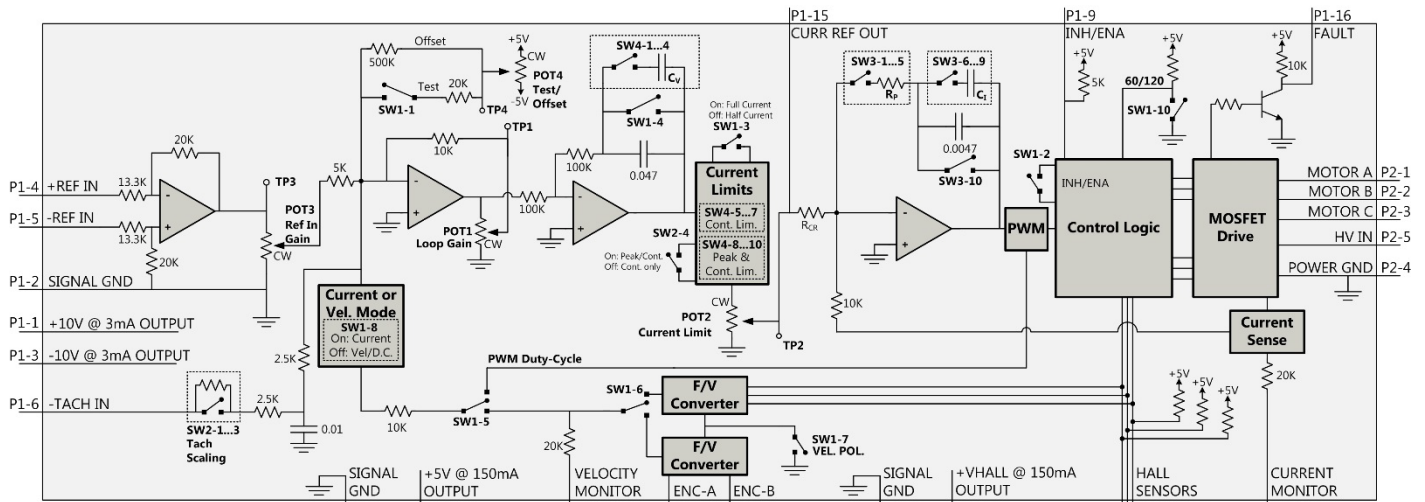 P1-15
CURR REF OUT
P1-9
INH/ENA
P1-16
FAULT
Offset
500K
+5V
CW
-5V
POT4
Test/
Offset
Test
20K
SW1-1
TP4
SW4-1...4
CV
SW1-4
0.047
100K
On: Full Current
Off: Half Current
SW1-3
SW3-1...5
RP
SW3-6...9
CI
0.0047
SW3-10
+5V
5K
+5V
60/120
SW1-10
+5V
10K
20K
13.3K
P1-4
+REF IN
P1-5
-REF IN
13.3K
20K
-
+
TP3
POT3
Ref In
Gain
CW
5K
TP1
10K
-
+
POT1
Loop Gain
CW
100K
-
+
Current
Limits
SW4-5...7
Cont. Lim.
SW4-8...10
Peak &
Cont. Lim.
SW2-4
On: Peak/Cont.
Off: Cont. only
CW
POT2
Current Limit
TP2
RCR
-
+
10K
SW1-2
PWM
INH/ENA
Control Logic
MOSFET
Drive
MOTOR A
P2-1
MOTOR B
P2-2
MOTOR C
P2-3
HV IN
P2-5
POWER GND
P2-4
Current
Sense
20K
P1-2
SIGNAL GND
P1-1
+10V @ 3mA OUTPUT
P1-3
-10V @ 3mA OUTPUT
P1-6
-TACH IN
SW2-1...3
Tach
Scaling
2.5K
2.5K
0.01
Current or
Vel. Mode
SW1-8
On: Current
Off: Vel/D.C.
10K
PWM Duty-Cycle
SW1-5
20K
SW1-6
F/V
Converter
F/V
Converter
SW1-7
VEL. POL.
+5V
+5V
+5V
SIGNAL
GND
+5V @ 150mA
OUTPUT
VELOCITY
MONITOR
ENC-A
ENC-B
SIGNAL
GND
+VHALL @ 150mA
OUTPUT
HALL
SENSORS
CURRENT
MONITOR